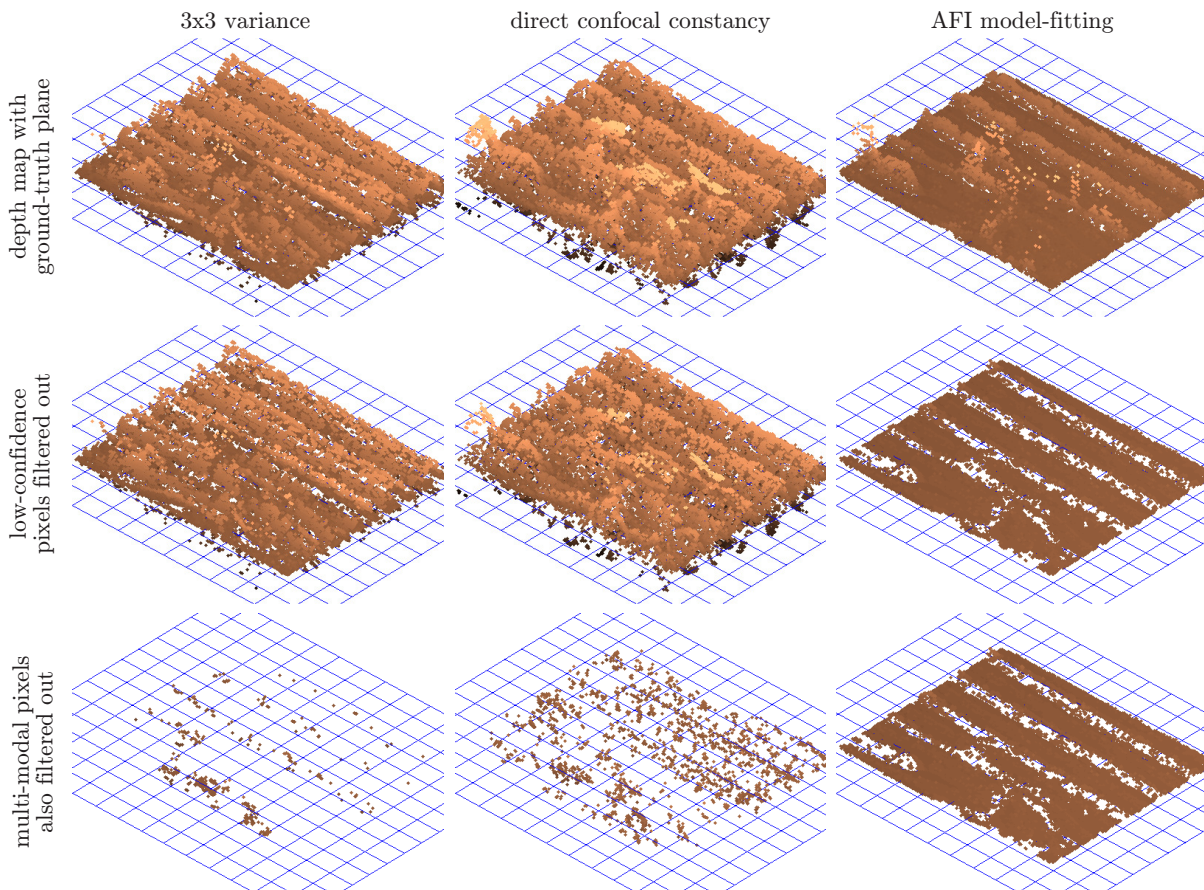 3x3 variance
direct confocal constancy
AFI model-fitting
depth map with
ground-truth plane
low-confidence
pixels filtered out
multi-modal pixels
also filtered out